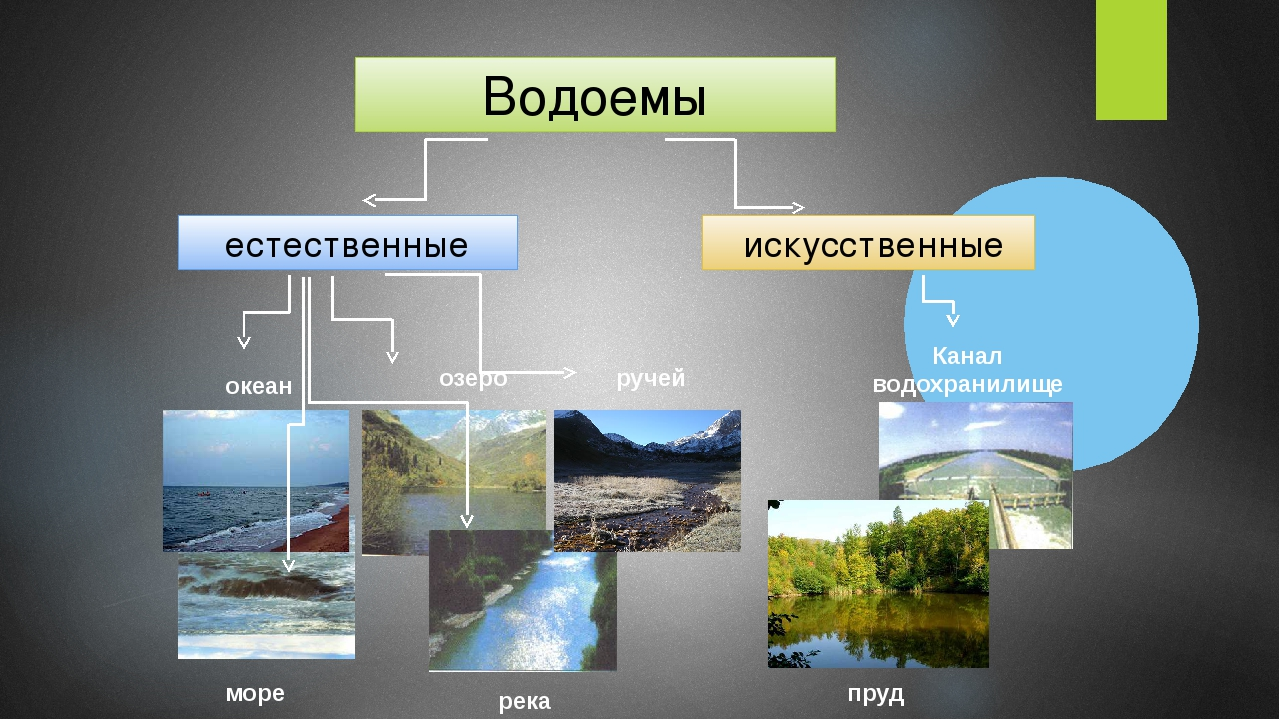 Водоемы
естественные
искусственные
океан
озеро
ручей
Канал
водохранилище
море
река
пруд